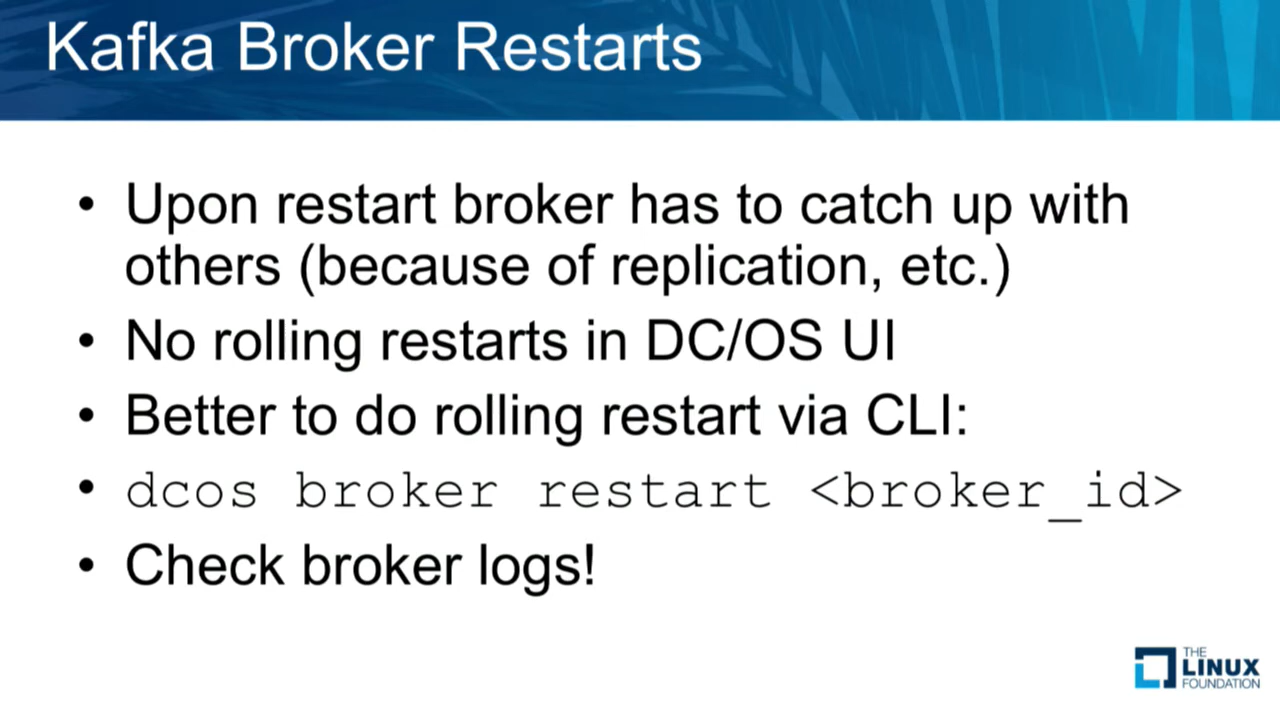 Kafka Broker Restarts
• Upon restart broker has to catch up with
others (because of replication, etc.)
• No rolling restarts in DC/OS UI
• Better to do rolling restart via CLI:
• dcos broker restart <broker_id>
• Check broker logs!
THE
LINUX
FOUNDATION